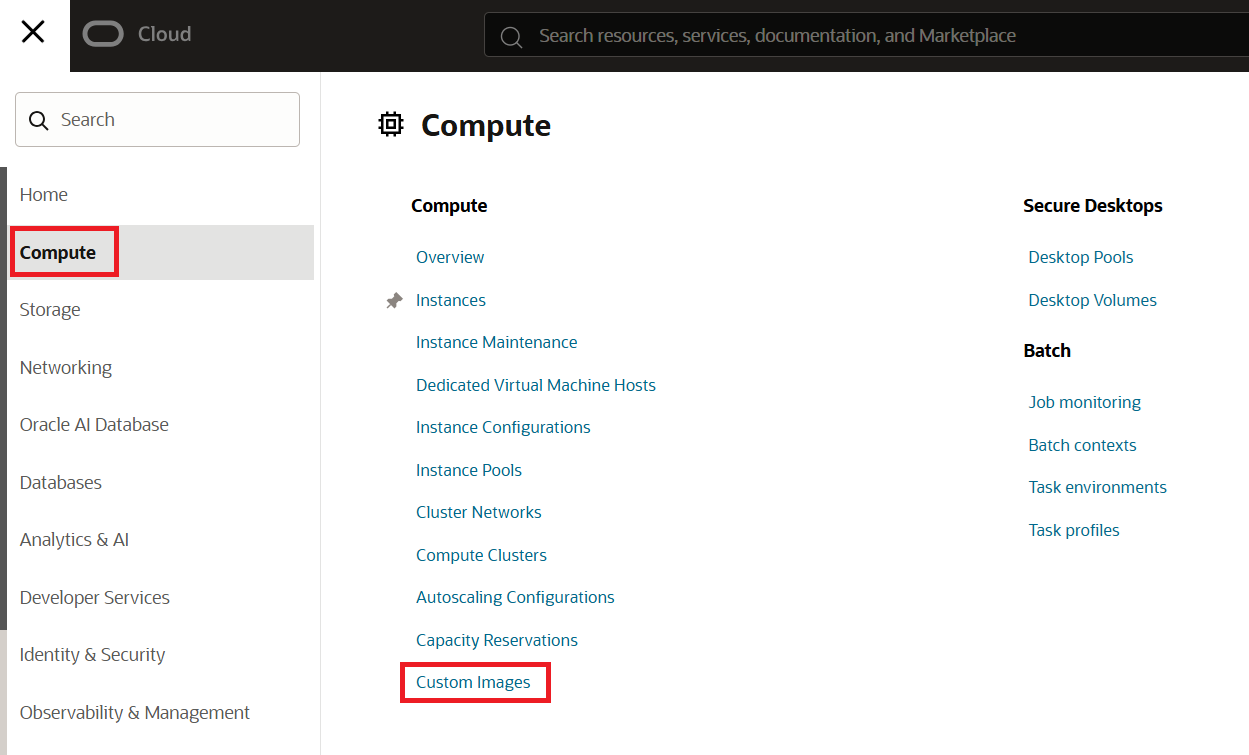 Cloud
Search resources, services, documentation, and Marketplace
Search
Home
Compute
Storage
Networking
Oracle AI Database
Databases
Analytics & AI
Developer Services
Identity & Security
Observability & Management
Compute
Compute
Overview
Instances
Instance Maintenance
Dedicated Virtual Machine Hosts
Instance Configurations
Instance Pools
Cluster Networks
Compute Clusters
Autoscaling Configurations
Capacity Reservations
Custom Images
Secure Desktops
Desktop Pools
Desktop Volumes
Batch
Job monitoring
Batch contexts
Task environments
Task profiles